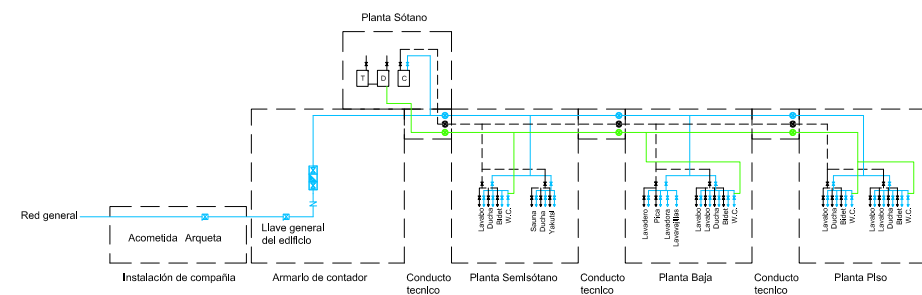 Planta Sótano
T
D
C
Red general
Acometida
Arqueta
Llave general
del edificio
Lavabo
Ducha
Bidet
W.C.
Sauna
Ducha
Yakutsi
Lavadero
Pica
Lavadora
Lavavajillas
Lavabo
Lavabo
Ducha
Bidet
W.C.
Lavabo
Ducha
Bidet
W.C.
Lavabo
Lavabo
Ducha
Bidet
W.C.
Instalación de compañia
Armario de contador
Conducto
tecnico
Planta Semisótano
Conducto
tecnico
Planta Baja
Conducto
tecnico
Planta Piso